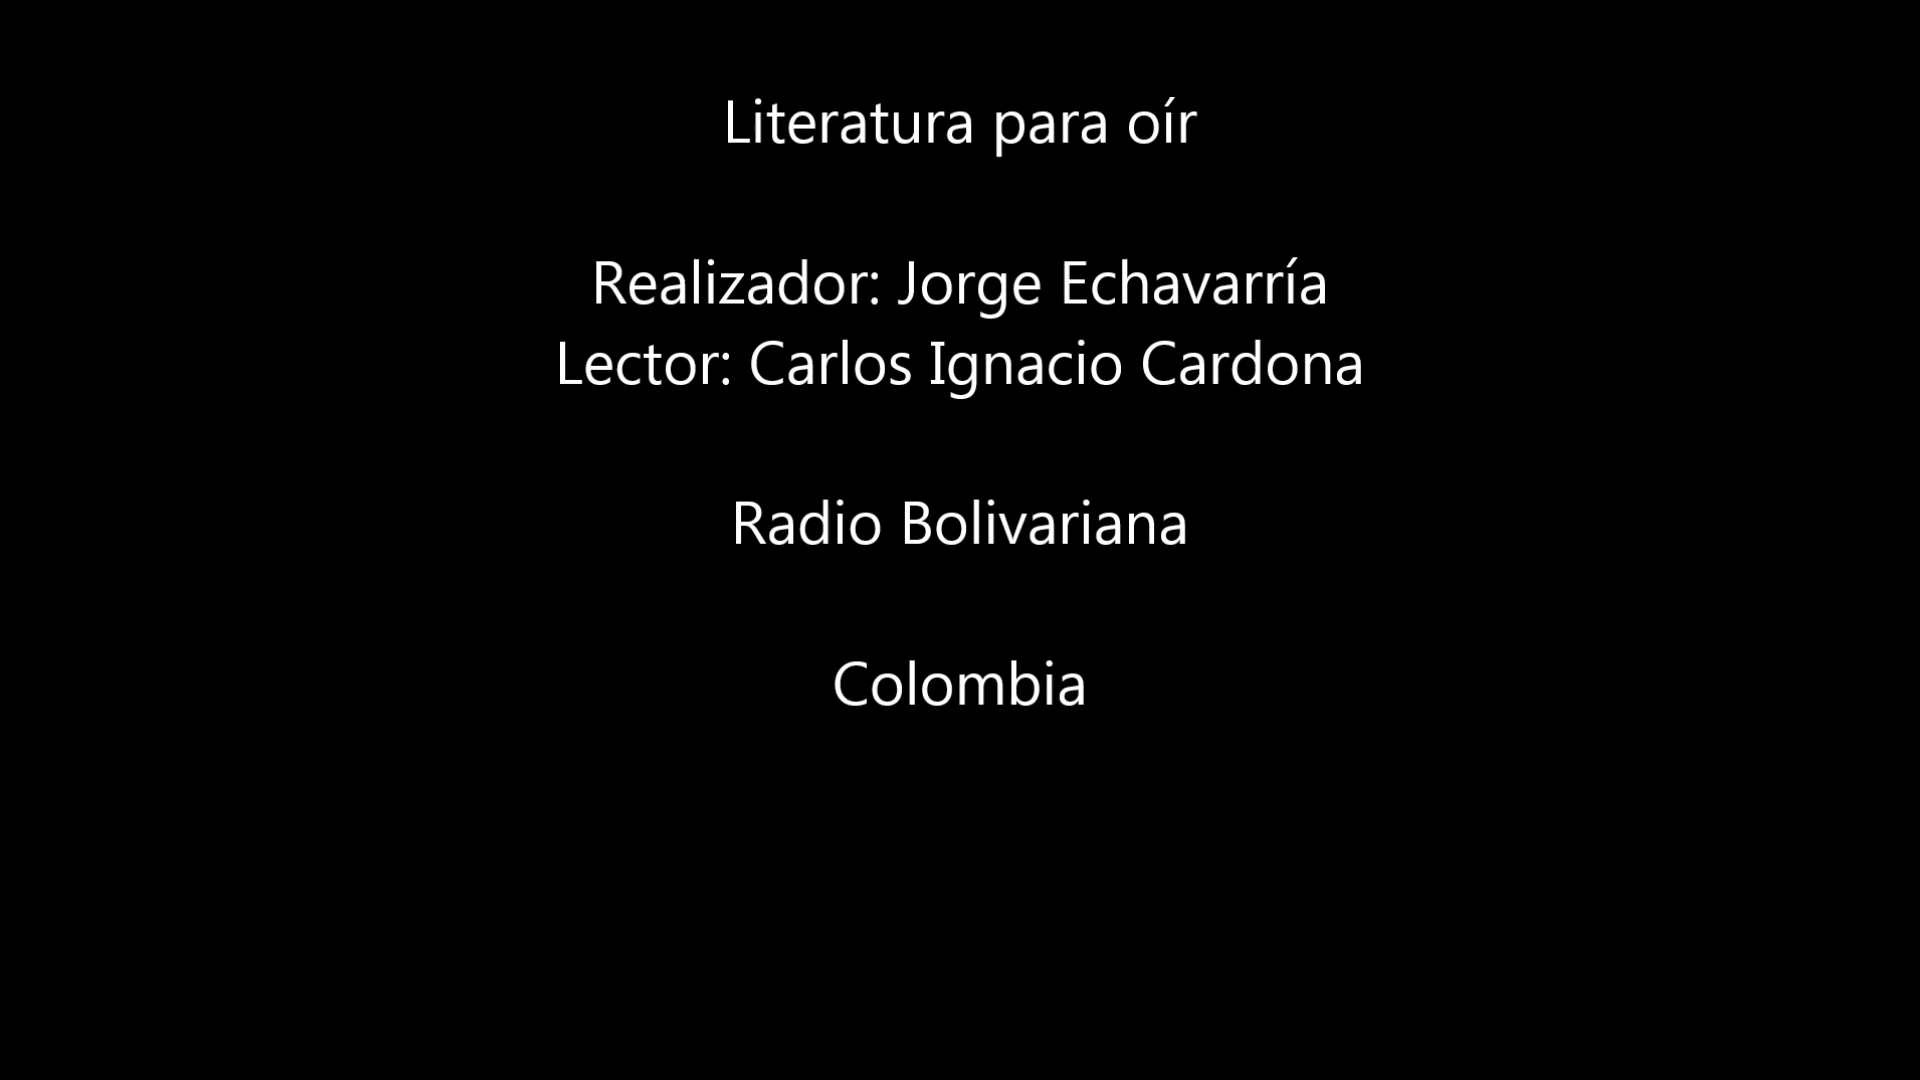 Literatura para oír
Realizador: Jorge Echavarría
Lector: Carlos Ignacio Cardona
Radio Bolivariana
Colombia